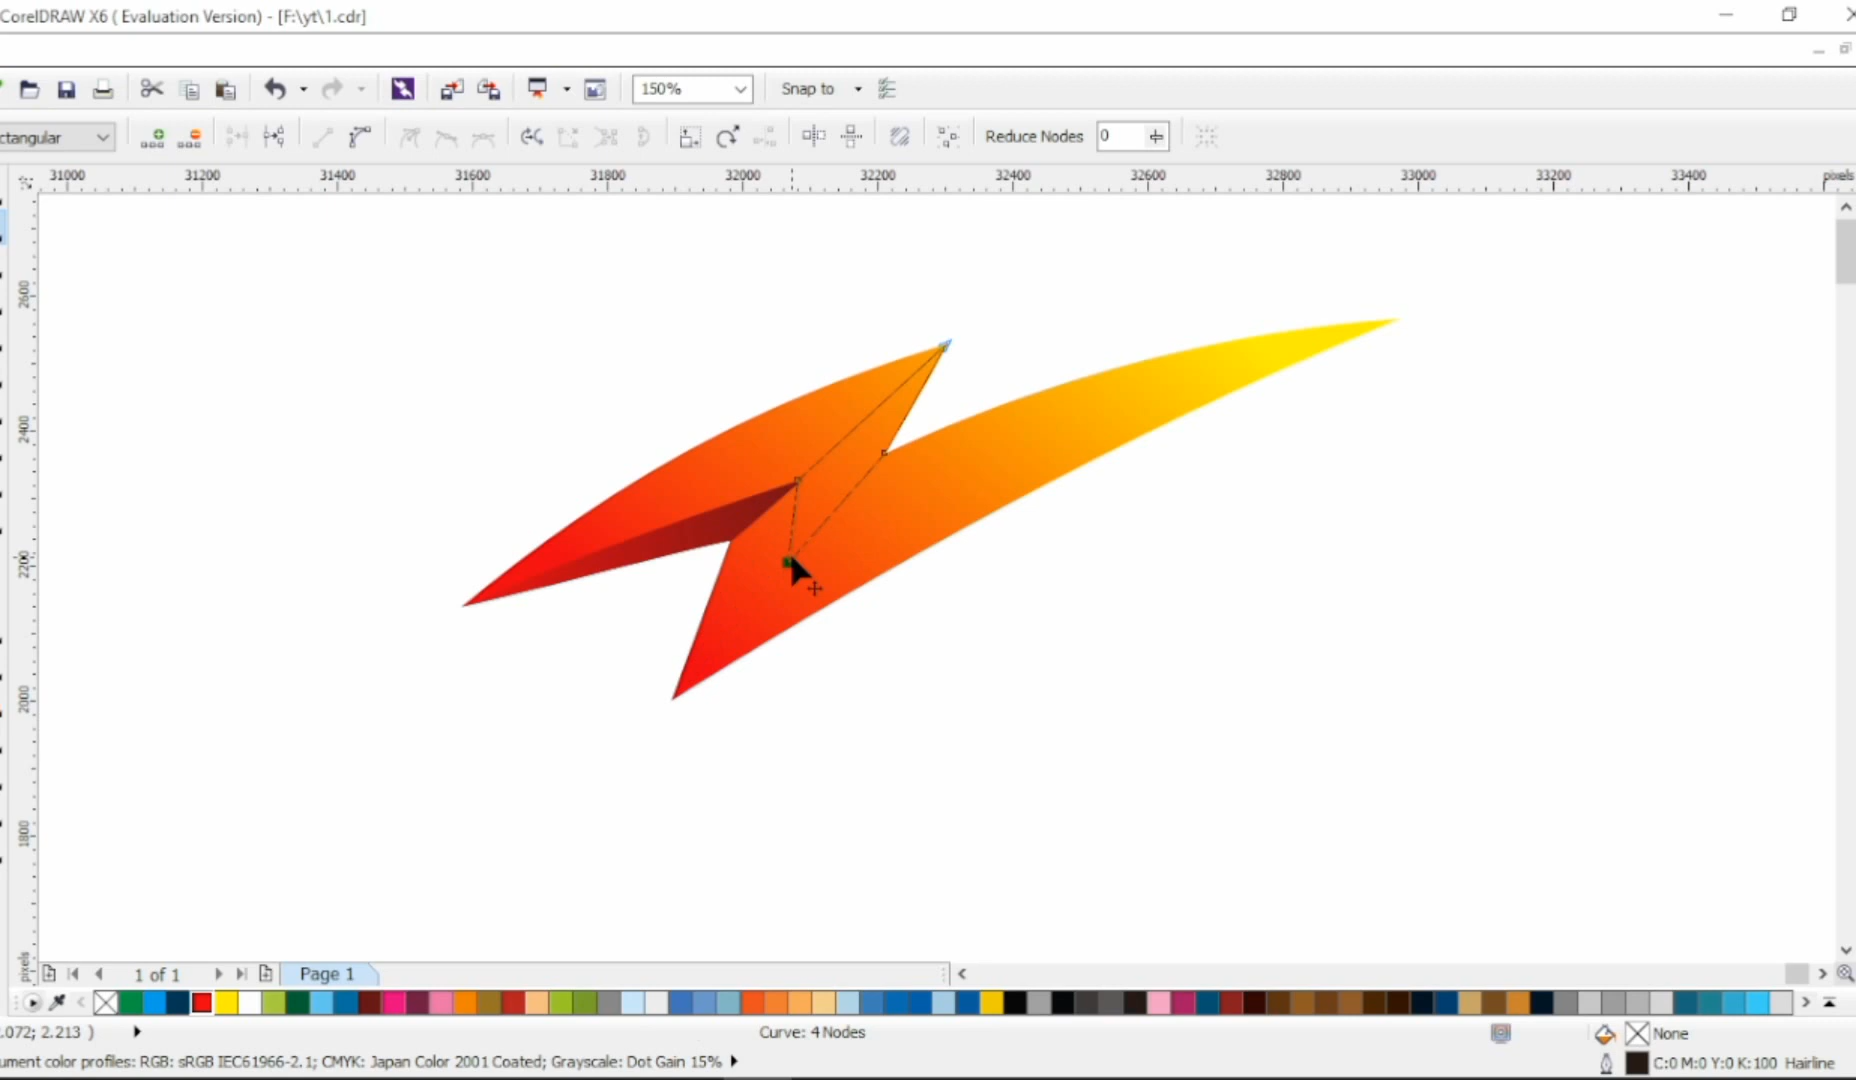 CorelDRAW X6 ( Evaluation Version) - [F:\yt\1.cdr]
150%
Snap to
ctangular
Reduce Nodes
0
31000 31200 31400 31600 31800 32000 32200 32400 32600 32800 33000 33200 33400 pixels
2600
2400
2200
2000
1800
pixels
1 of 1
Page 1
.072; 2.213 )
Curve: 4 Nodes
None
ument color profiles: RGB: sRGB IEC61966-2.1; CMYK: Japan Color 2001 Coated; Grayscale: Dot Gain 15%
C:0 M:0 Y:0 K:100 Hairline